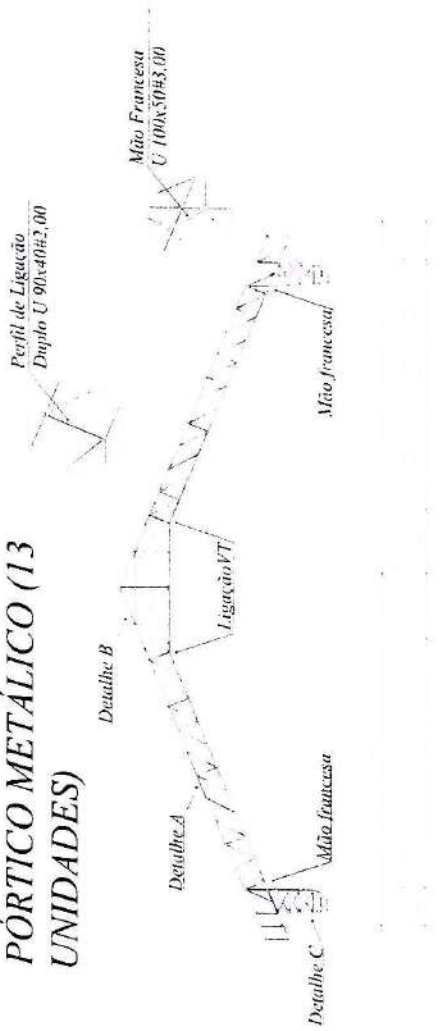 PÓRTICO METÁLICO (13
UNIDADES)
Perfil de Ligação
Duplo U 90x40#2,00
Mão Francesa
U 100x50#3,00
Detalhe B
Detalhe A
Ligação VT
Mão francesa
Mão francesa
Detalhe C